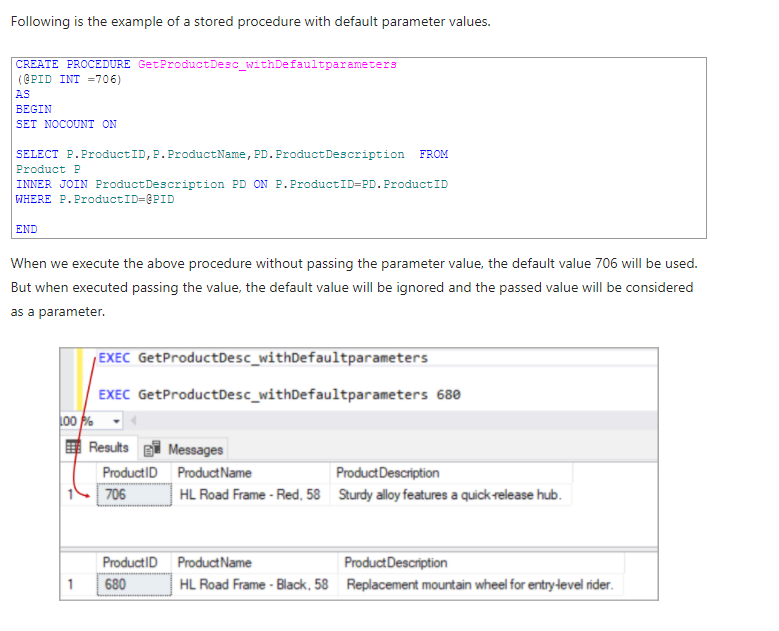 Following is the example of a stored procedure with default parameter values.
CREATE PROCEDURE GetProductDesc_withDefaultparameters
(@PID INT =706)
AS
BEGIN
SET NOCOUNT ON
SELECT P.ProductID,P.ProductName,PD.ProductDescription FROM
Product P
INNER JOIN ProductDescription PD ON P.ProductID=PD.ProductID
WHERE P.ProductID=@PID
END
When we execute the above procedure without passing the parameter value, the default value 706 will be used.
But when executed passing the value, the default value will be ignored and the passed value will be considered
as a parameter.
EXEC GetProductDesc_withDefaultparameters
EXEC GetProductDesc_withDefaultparameters 680
100 %
Results Messages
ProductID ProductName ProductDescription
1 706 HL Road Frame - Red, 58 Sturdy alloy features a quick-release hub.
ProductID ProductName ProductDescription
1 680 HL Road Frame - Black, 58 Replacement mountain wheel for entry-level rider.